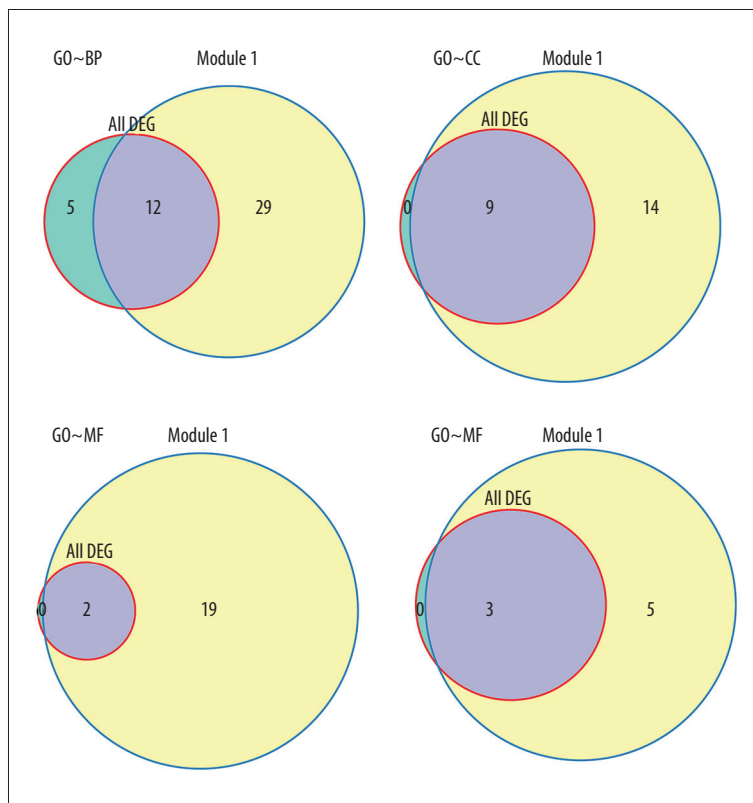 GO~BP Module 1
All DEG
5 12 29
GO~CC Module 1
All DEG
0 9 14
GO~MF Module 1
All DEG
0 2 19
GO~MF Module 1
All DEG
0 3 5